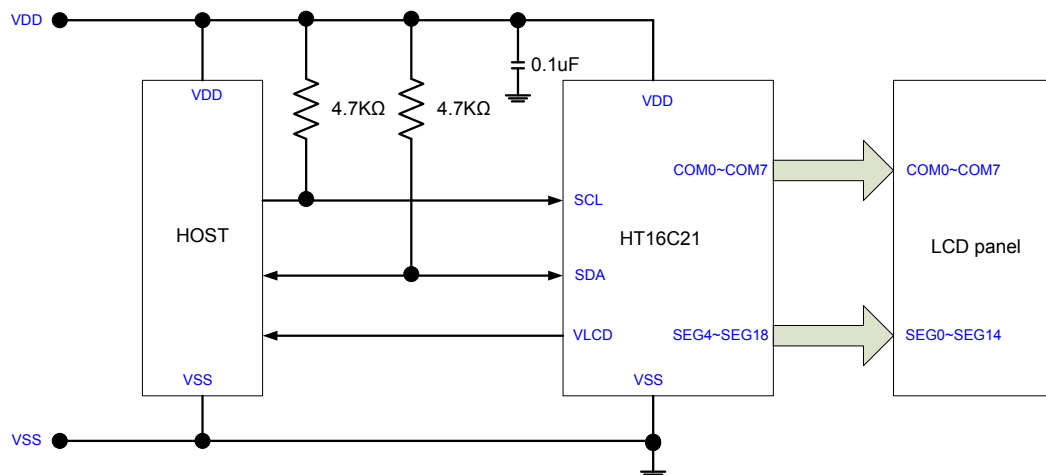 VDD
0.1uF
VDD
4.7KΩ
4.7KΩ
VDD
COM0~COM7
COM0~COM7
SCL
HOST
HT16C21
LCD panel
SDA
VLCD
SEG4~SEG18
SEG0~SEG14
VSS
VSS
VSS